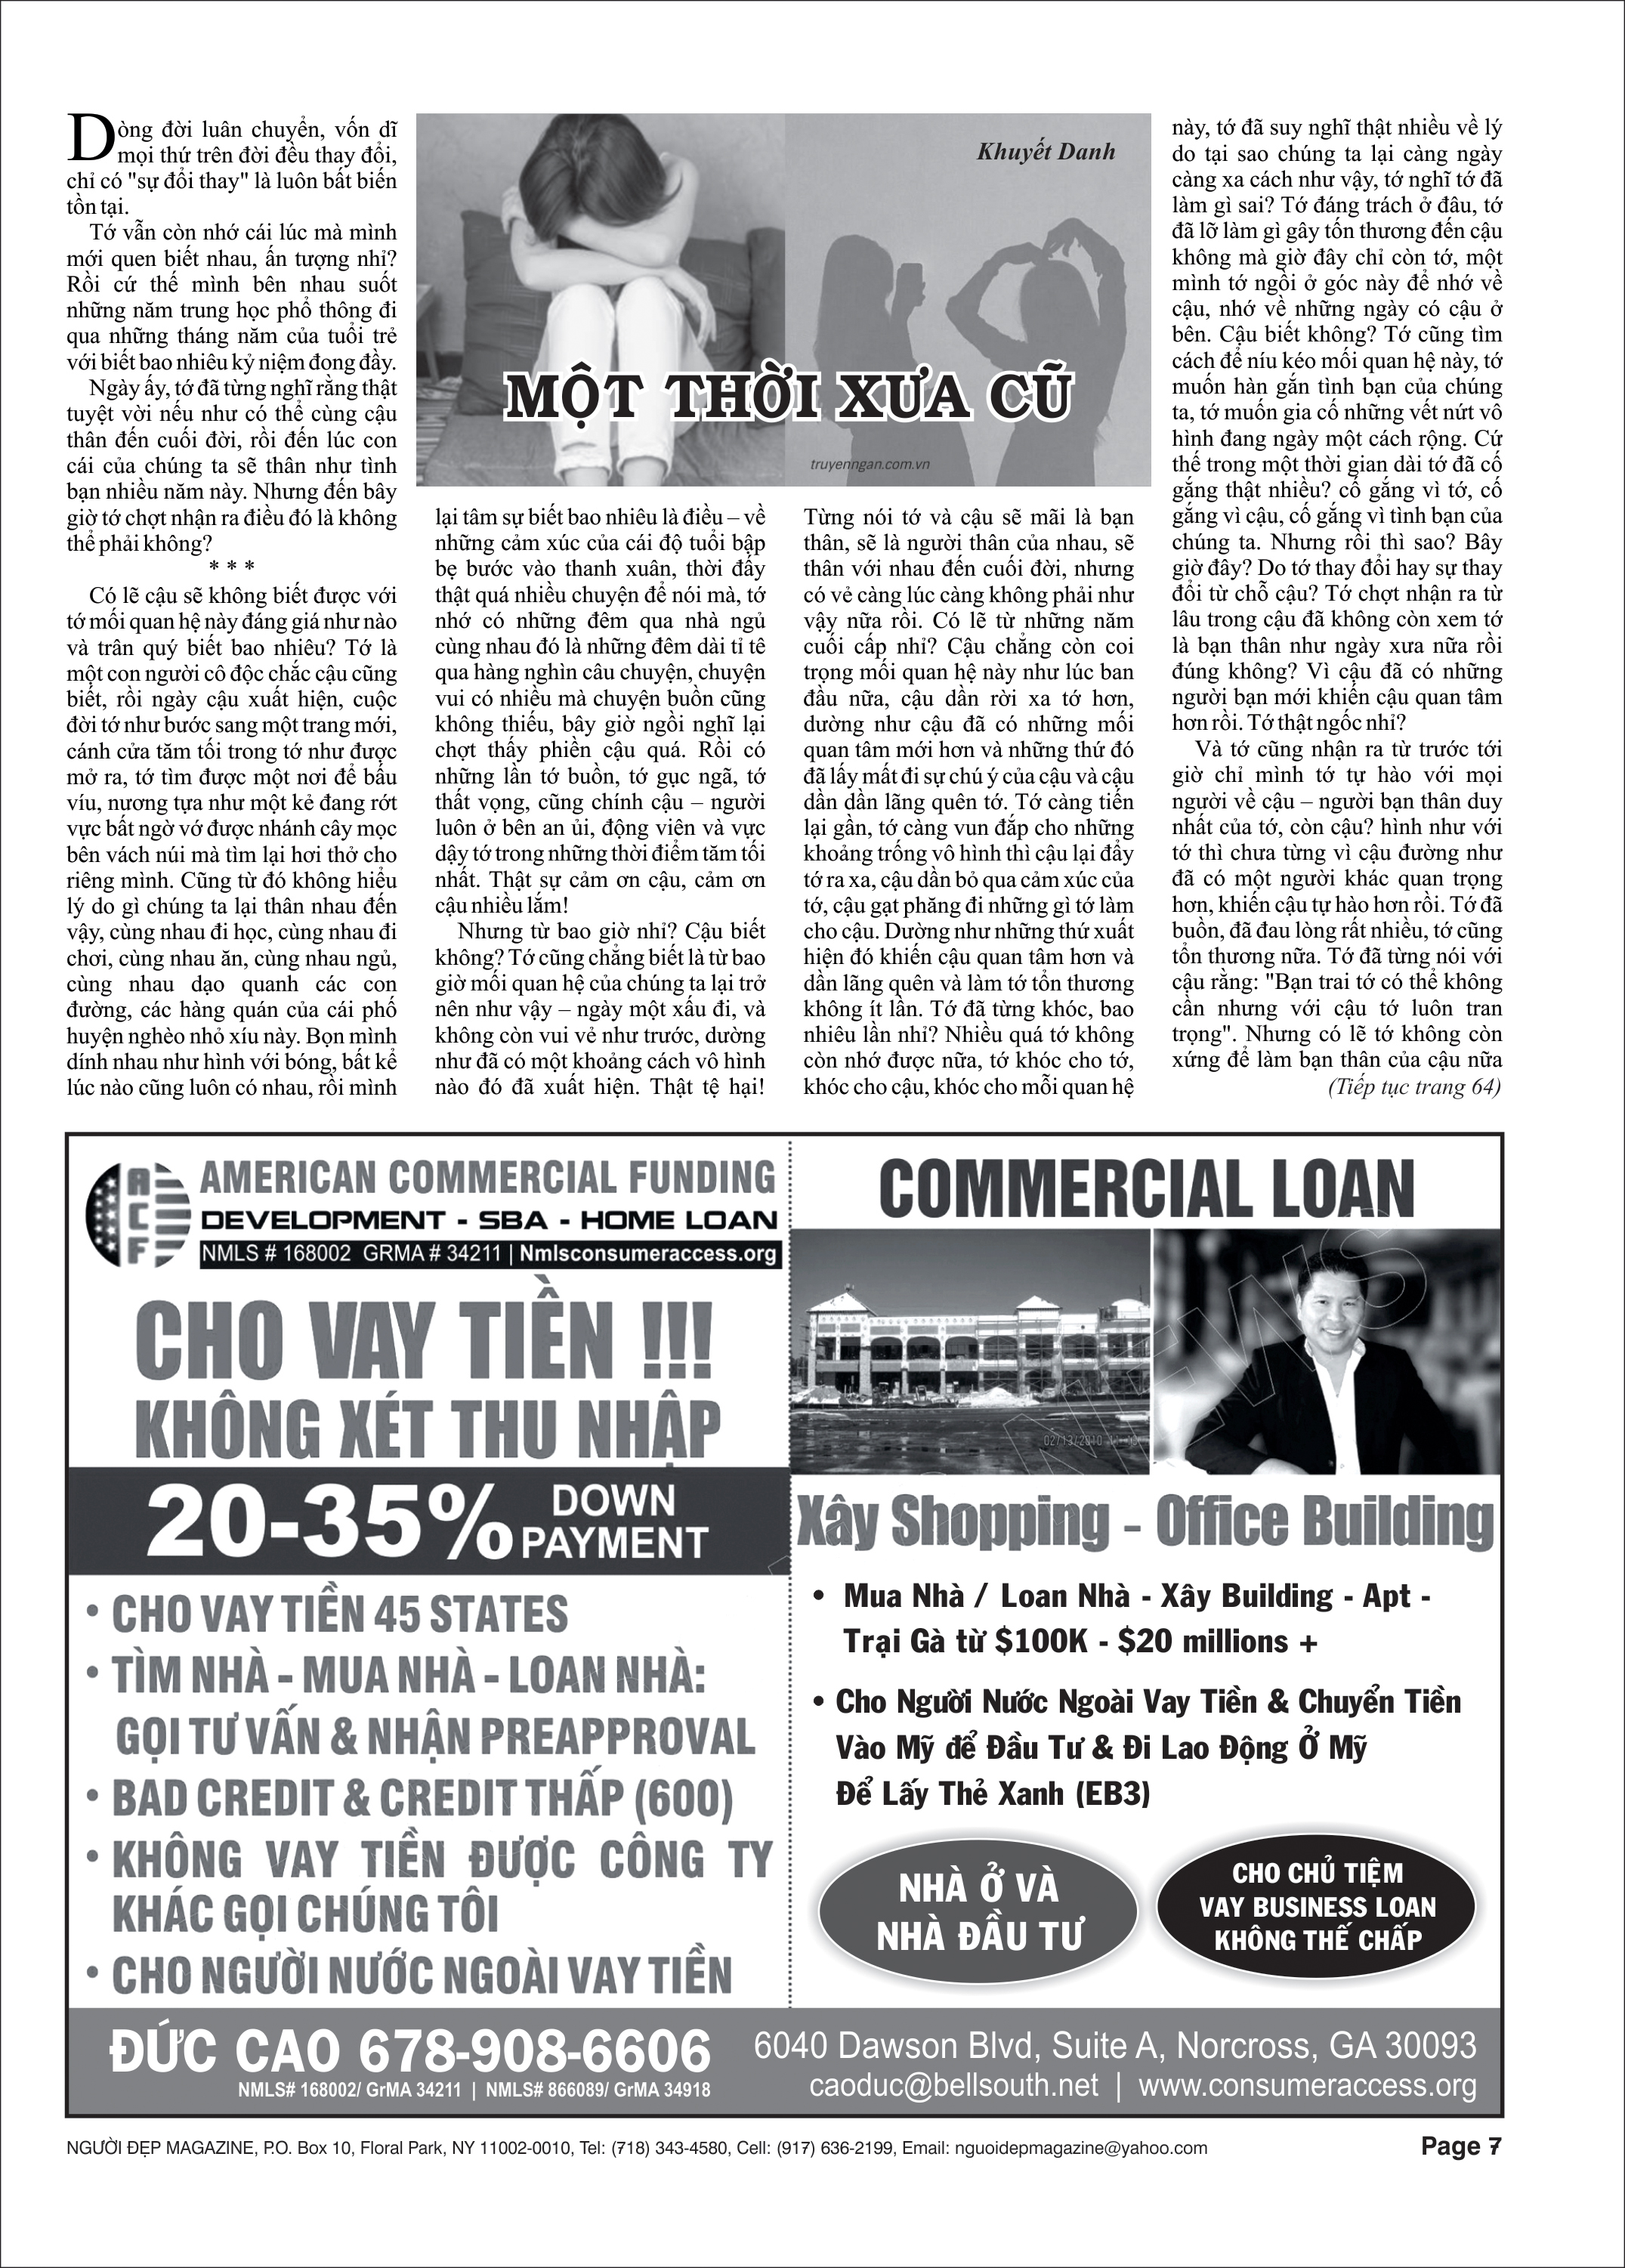 Khuyết Danh
MỘT THỜI XƯA CŨ
truyenngan.com.vn
Dòng đời luân chuyển, vốn dĩ
mọi thứ trên đời đều thay đổi,
chỉ có "sự đổi thay" là luôn bất biến
tồn tại.
Tớ vẫn còn nhớ cái lúc mà mình
mới quen biết nhau, ấn tượng nhỉ?
Rồi cứ thế mình bên nhau suốt
những năm trung học phổ thông đi
qua những tháng năm của tuổi trẻ
với biết bao nhiêu kỷ niệm đong đầy.
Ngày ấy, tớ đã từng nghĩ rằng thật
tuyệt vời nếu như có thể cùng cậu
thân đến cuối đời, rồi đến lúc con
cái của chúng ta sẽ thân như tình
bạn nhiều năm này. Nhưng đến bây
giờ tớ chợt nhận ra điều đó là không
thể phải không?
* * *
Có lẽ cậu sẽ không biết được với
tớ mối quan hệ này đáng giá như nào
và trân quý biết bao nhiêu? Tớ là
một con người cô độc chắc cậu cũng
biết, rồi ngày cậu xuất hiện, cuộc
đời tớ như bước sang một trang mới,
cánh cửa tăm tối trong tớ như được
mở ra, tớ tìm được một nơi để bấu
víu, nương tựa như một kẻ đang rớt
vực bất ngờ vớ được nhánh cây mọc
bên vách núi mà tìm lại hơi thở cho
riêng mình. Cũng từ đó không hiểu
lý do gì chúng ta lại thân nhau đến
vậy, cùng nhau đi học, cùng nhau đi
chơi, cùng nhau ăn, cùng nhau ngủ,
cùng nhau dạo quanh các con
đường, các hàng quán của cái phố
huyện nghèo nhỏ xíu này. Bọn mình
dính nhau như hình với bóng, bất kể
lúc nào cũng luôn có nhau, rồi mình
lại tâm sự biết bao nhiêu là điều – về
những cảm xúc của cái độ tuổi bập
bẹ bước vào thanh xuân, thời đấy
thật quá nhiều chuyện để nói mà, tớ
nhớ có những đêm qua nhà ngủ
cùng nhau đó là những đêm dài tỉ tê
qua hàng nghìn câu chuyện, chuyện
vui có nhiều mà chuyện buồn cũng
không thiếu, bây giờ ngồi nghĩ lại
chợt thấy phiền cậu quá. Rồi có
những lần tớ buồn, tớ gục ngã, tớ
thất vọng, cũng chính cậu – người
luôn ở bên an ủi, động viên và vực
dậy tớ trong những thời điểm tăm tối
nhất. Thật sự cảm ơn cậu, cảm ơn
cậu nhiều lắm!
Nhưng từ bao giờ nhỉ? Cậu biết
không? Tớ cũng chẳng biết là từ bao
giờ mối quan hệ của chúng ta lại trở
nên như vậy – ngày một xấu đi, và
không còn vui vẻ như trước, dường
như đã có một khoảng cách vô hình
nào đó đã xuất hiện. Thật tệ hại!
Từng nói tớ và cậu sẽ mãi là bạn
thân, sẽ là người thân của nhau, sẽ
thân với nhau đến cuối đời, nhưng
có vẻ càng lúc càng không phải như
vậy nữa rồi. Có lẽ từ những năm
cuối cấp nhỉ? Cậu chẳng còn coi
trọng mối quan hệ này như lúc ban
đầu nữa, cậu dần rời xa tớ hơn,
dường như cậu đã có những mối
quan tâm mới hơn và những thứ đó
đã lấy mất đi sự chú ý của cậu và cậu
dần dần lãng quên tớ. Tớ càng tiến
lại gần, tớ càng vun đắp cho những
khoảng trống vô hình thì cậu lại đẩy
tớ ra xa, cậu dần bỏ qua cảm xúc của
tớ, cậu gạt phăng đi những gì tớ làm
cho cậu. Dường như những thứ xuất
hiện đó khiến cậu quan tâm hơn và
dần lãng quên và làm tớ tổn thương
không ít lần. Tớ đã từng khóc, bao
nhiêu lần nhỉ? Nhiều quá tớ không
còn nhớ được nữa, tớ khóc cho tớ,
khóc cho cậu, khóc cho mỗi quan hệ
này, tớ đã suy nghĩ thật nhiều về lý
do tại sao chúng ta lại càng ngày
càng xa cách như vậy, tớ nghĩ tớ đã
làm gì sai? Tớ đáng trách ở đâu, tớ
đã lỡ làm gì gây tổn thương đến cậu
không mà giờ đây chỉ còn tớ, một
mình tớ ngồi ở góc này để nhớ về
cậu, nhớ về những ngày có cậu ở
bên. Cậu biết không? Tớ cũng tìm
cách để níu kéo mối quan hệ này, tớ
muốn hàn gắn tình bạn của chúng
ta, tớ muốn gia cố những vết nứt vô
hình đang ngày một cách rộng. Cứ
thế trong một thời gian dài tớ đã cố
gắng thật nhiều? cố gắng vì tớ, cố
gắng vì cậu, cố gắng vì tình bạn của
chúng ta. Nhưng rồi thì sao? Bây
giờ đây? Do tớ thay đổi hay sự thay
đổi từ chỗ cậu? Tớ chợt nhận ra từ
lâu trong cậu đã không còn xem tớ
là bạn thân như ngày xưa nữa rồi
đúng không? Vì cậu đã có những
người bạn mới khiến cậu quan tâm
hơn rồi. Tớ thật ngốc nhỉ?
Và tớ cũng nhận ra từ trước tới
giờ chỉ mình tớ tự hào với mọi
người về cậu – người bạn thân duy
nhất của tớ, còn cậu? hình như với
tớ thì chưa từng vì cậu đường như
đã có một người khác quan trọng
hơn, khiến cậu tự hào hơn rồi. Tớ đã
buồn, đã đau lòng rất nhiều, tớ cũng
tổn thương nữa. Tớ đã từng nói với
cậu rằng: "Bạn trai tớ có thể không
cần nhưng với cậu tớ luôn tran
trọng". Nhưng có lẽ tớ không còn
xứng để làm bạn thân của cậu nữa
(Tiếp tục trang 64)
ACF
AMERICAN COMMERCIAL FUNDING
DEVELOPMENT - SBA - HOME LOAN
NMLS # 168002 GRMA # 34211 | Nmlsconsumeraccess.org
CHO VAY TIỀN !!!
KHÔNG XÉT THU NHẬP
20-35% DOWN PAYMENT
• CHO VAY TIỀN 45 STATES
• TÌM NHÀ - MUA NHÀ - LOAN NHÀ:
GỌI TƯ VẤN & NHẬN PREAPPROVAL
• BAD CREDIT & CREDIT THẤP (600)
• KHÔNG VAY TIỀN ĐƯỢC CÔNG TY
KHÁC GỌI CHÚNG TÔI
• CHO NGƯỜI NƯỚC NGOÀI VAY TIỀN
COMMERCIAL LOAN
NEWS
Xây Shopping - Office Building
• Mua Nhà / Loan Nhà - Xây Building - Apt -
Trại Gà từ $100K - $20 millions +
• Cho Người Nước Ngoài Vay Tiền & Chuyển Tiền
Vào Mỹ để Đầu Tư & Đi Lao Động Ở Mỹ
Để Lấy Thẻ Xanh (EB3)
NHÀ Ở VÀ
NHÀ ĐẦU TƯ
CHO CHỦ TIỆM
VAY BUSINESS LOAN
KHÔNG THẾ CHẤP
ĐỨC CAO 678-908-6606
NMLS# 168002/ GrMA 34211 | NMLS# 866089/ GrMA 34918
6040 Dawson Blvd, Suite A, Norcross, GA 30093
caoduc@bellsouth.net | www.consumeraccess.org
NGƯỜI ĐẸP MAGAZINE, P.O. Box 10, Floral Park, NY 11002-0010, Tel: (718) 343-4580, Cell: (917) 636-2199, Email: nguoidepmagazine@yahoo.com
Page 7